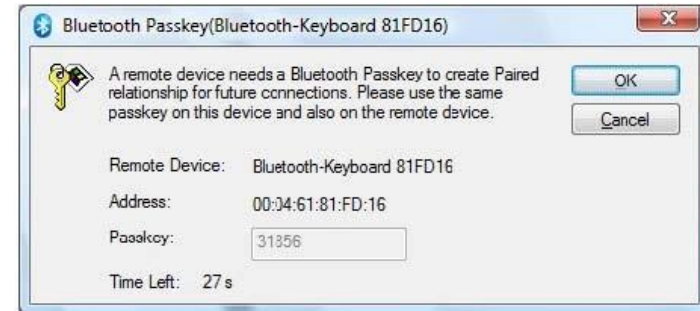 Bluetooth Passkey(Bluetooth-Keyboard 81FD16)
A remote device needs a Bluetooth Passkey to create Paired
relationship for future connections. Please use the same
passkey on this device and also on the remote device.
OK
Cancel
Remote Device: Bluetooth-Keyboard 81FD16
Address: 00:04:61:81:FD:16
Passkey: 31856
Time Left: 27 s